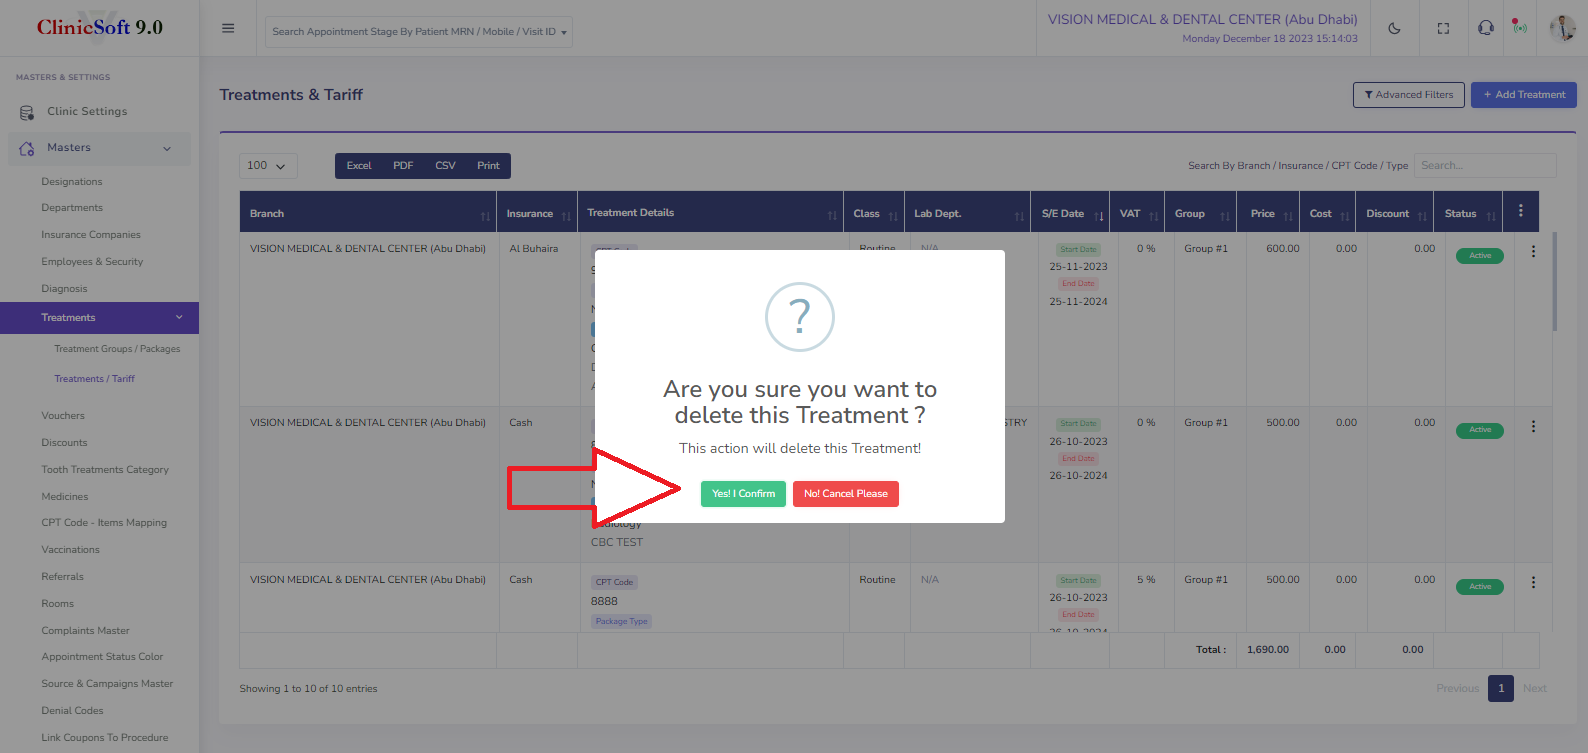 ClinicSoft 9.0
Search Appointment Stage By Patient MRN / Mobile / Visit ID
VISION MEDICAL & DENTAL CENTER (Abu Dhabi)
Monday December 18 2023 15:14:03
MASTERS & SETTINGS
Clinic Settings
Masters
Designations
Departments
Insurance Companies
Employees & Security
Diagnosis
Treatments
Treatment Groups / Packages
Treatments / Tariff
Vouchers
Discounts
Tooth Treatments Category
Medicines
CPT Code - Items Mapping
Vaccinations
Referrals
Rooms
Complaints Master
Appointment Status Color
Source & Campaigns Master
Denial Codes
Link Coupons To Procedure
Treatments & Tariff
Advanced Filters
+ Add Treatment
100
Excel PDF CSV Print
Search By Branch / Insurance / CPT Code / Type
Search...
Branch Insurance Treatment Details Class Lab Dept. S/E Date VAT Group Price Cost Discount Status
VISION MEDICAL & DENTAL CENTER (Abu Dhabi) Al Buhaira Routine N/A Start Date 0 % Group #1 600.00 0.00 0.00 Active
25-11-2023
End Date
25-11-2024
Are you sure you want to
delete this Treatment ?
This action will delete this Treatment!
Yes! I Confirm
No! Cancel Please
VISION MEDICAL & DENTAL CENTER (Abu Dhabi) Cash STRY Start Date 0 % Group #1 500.00 0.00 0.00 Active
26-10-2023
End Date
26-10-2024
CBC TEST
VISION MEDICAL & DENTAL CENTER (Abu Dhabi) Cash CPT Code Routine N/A Start Date 5 % Group #1 500.00 0.00 0.00 Active
8888
26-10-2023
Package Type
End Date
26-10-2024
Total : 1,690.00 0.00 0.00
Showing 1 to 10 of 10 entries
Previous 1 Next